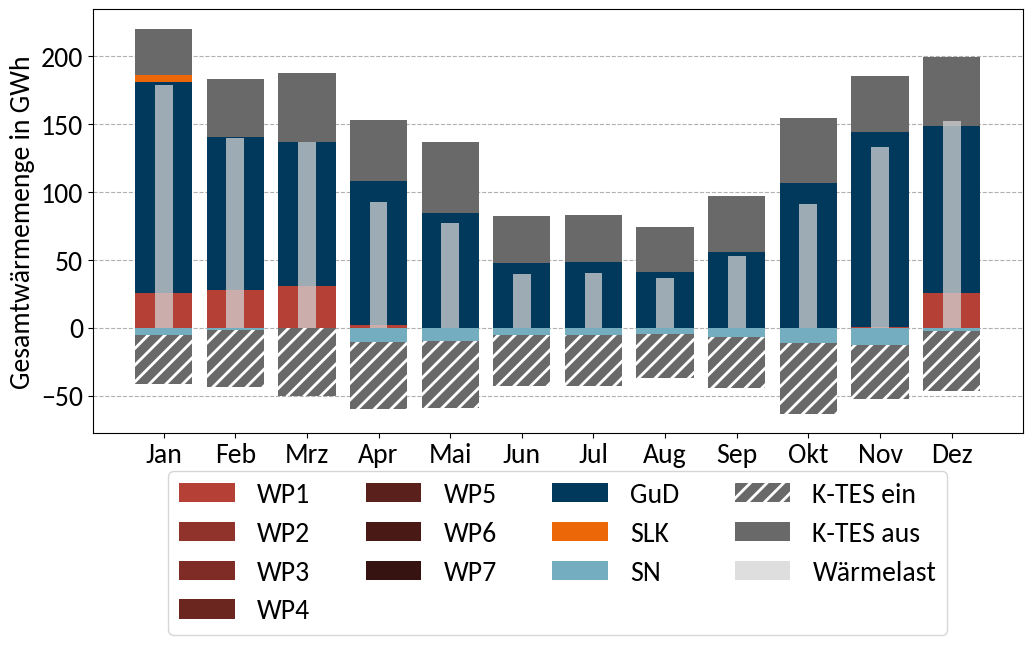 Gesamtwärmemenge in GWh
200
150
100
50
0
−50
Jan Feb Mrz Apr Mai Jun Jul Aug Sep Okt Nov Dez
WP1 WP5 GuD K-TES ein
WP2 WP6 SLK K-TES aus
WP3 WP7 SN Wärmelast
WP4